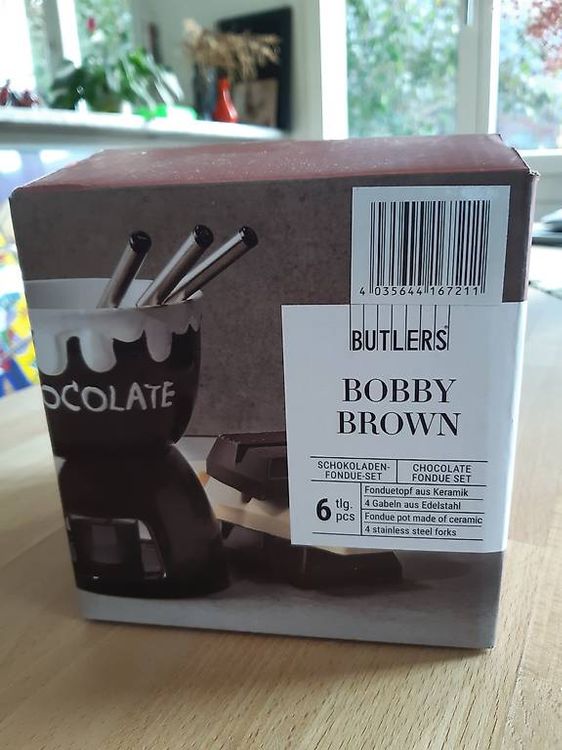 4 035644 167211
BUTLERS
BOBBY
BROWN
SCHOKOLADEN-
FONDUE-SET
CHOCOLATE
FONDUE SET
6 tlg.
pcs
Fonduetopf aus Keramik
4 Gabeln aus Edelstahl
Fondue pot made of ceramic
4 stainless steel forks
OCOLATE